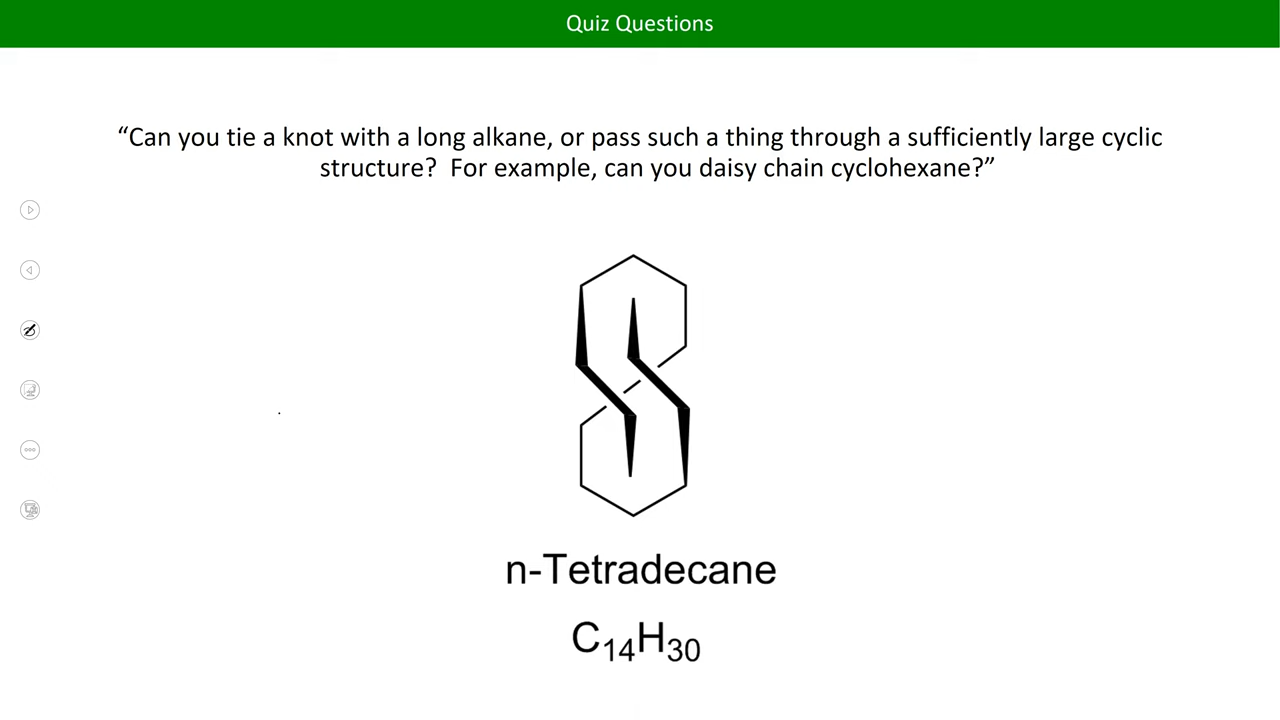 Quiz Questions
“Can you tie a knot with a long alkane, or pass such a thing through a sufficiently large cyclic
structure?  For example, can you daisy chain cyclohexane?”
n-Tetradecane
C₁₄H₃₀